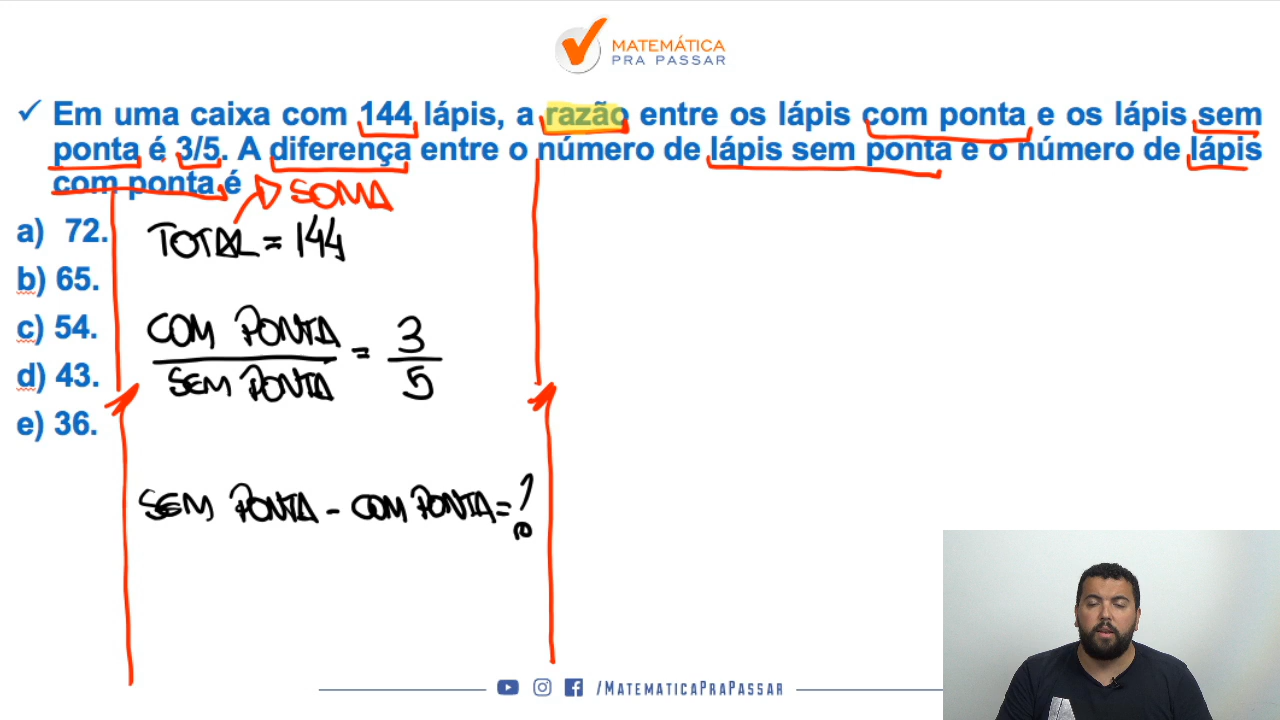 MATEMÁTICA
PRA PASSAR
✓ Em uma caixa com 144 lápis, a razão entre os lápis com ponta e os lápis sem
ponta é 3/5. A diferença entre o número de lápis sem ponta e o número de lápis
com ponta é
SOMA
a) 72.
TOTAL = 144
b) 65.
c) 54.
COM PONTA
SEM PONTA
=
3
5
d) 43.
e) 36.
SEM PONTA - COM PONTA = ?
/MATEMATICAPRAPASSAR